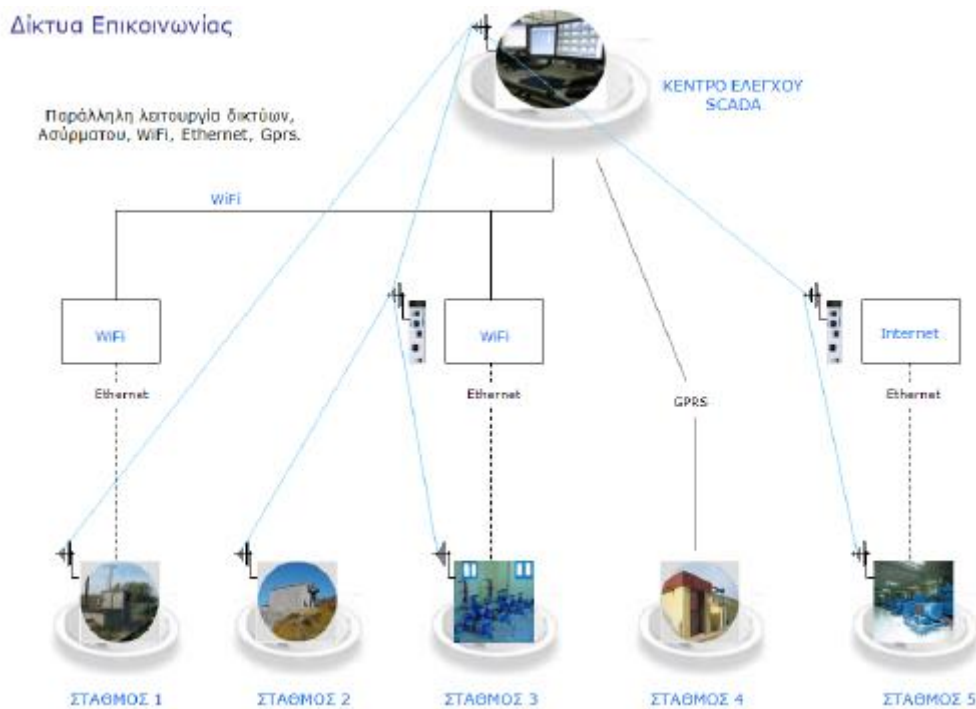 Δίκτυα Επικοινωνίας
ΚΕΝΤΡΟ ΕΛΕΓΧΟΥ
SCADA
Παράλληλη λειτουργία δικτύων,
Ασύρματου, WiFi, Ethernet, Gprs.
WiFi
WiFi
WiFi
Internet
Ethernet
Ethernet
GPRS
Ethernet
ΣΤΑΘΜΟΣ 1
ΣΤΑΘΜΟΣ 2
ΣΤΑΘΜΟΣ 3
ΣΤΑΘΜΟΣ 4
ΣΤΑΘΜΟΣ 5